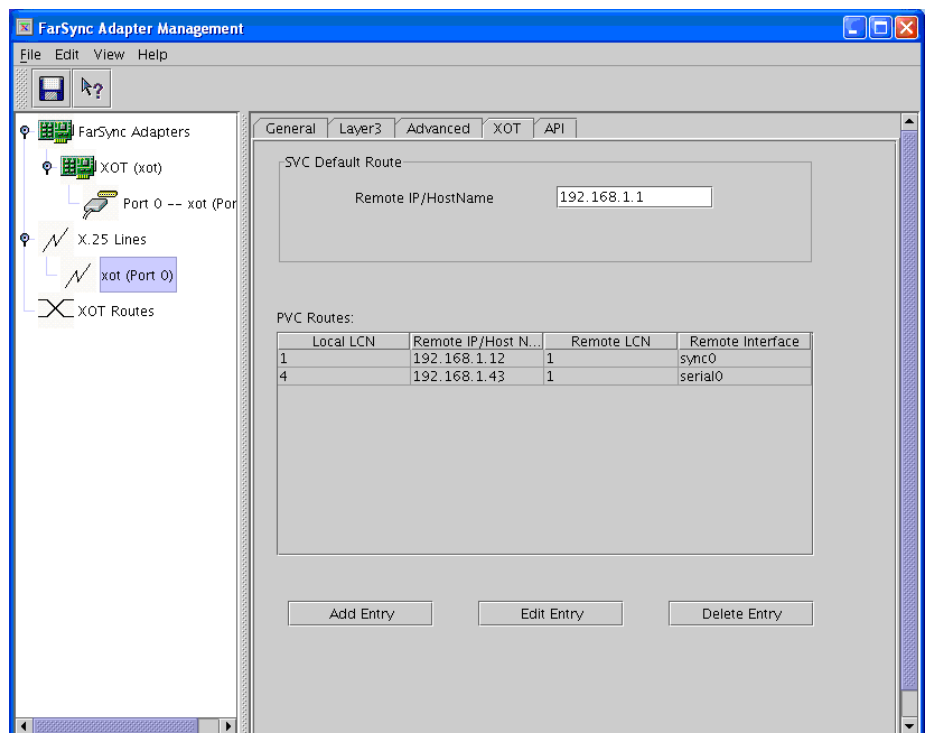 FarSync Adapter Management
File Edit View Help
FarSync Adapters
XOT (xot)
Port 0 -- xot (Por
X.25 Lines
xot (Port 0)
XOT Routes
General Layer3 Advanced XOT API
SVC Default Route
Remote IP/HostName 192.168.1.1
PVC Routes:
Local LCN Remote IP/Host N... Remote LCN Remote Interface
1 192.168.1.12 1 sync0
4 192.168.1.43 1 serial0
Add Entry Edit Entry Delete Entry